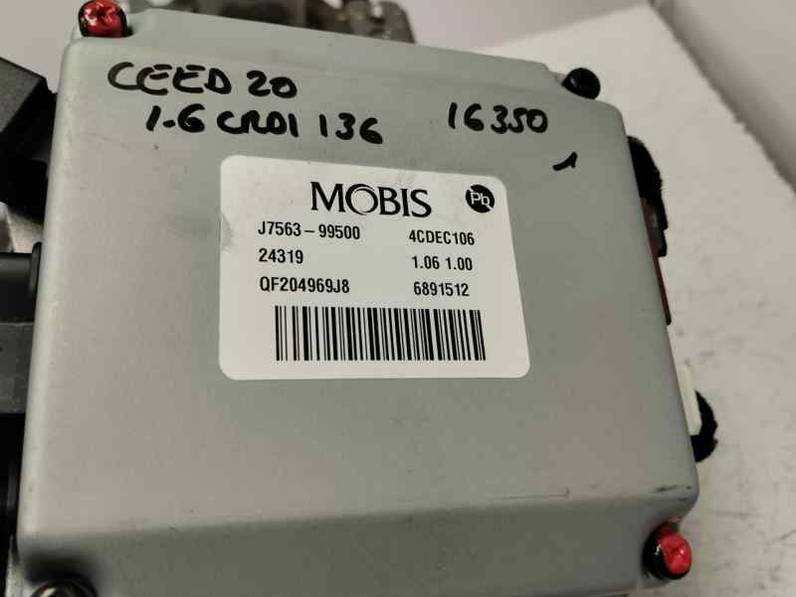 CEED 20
1.6 CRDI 136 16350
1
MOBIS Pb
J7563-99500 4CDEC106
24319 1.06 1.00
QF204969J8 6891512